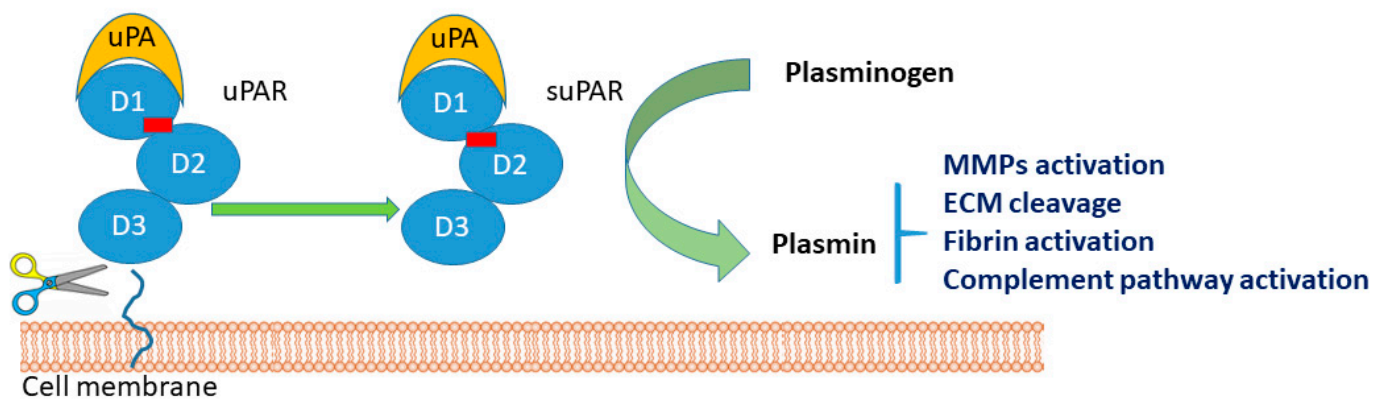 uPA
D1
uPAR
D2
D3
Cell membrane
uPA
D1
suPAR
D2
D3
Plasminogen
Plasmin
MMPs activation
ECM cleavage
Fibrin activation
Complement pathway activation